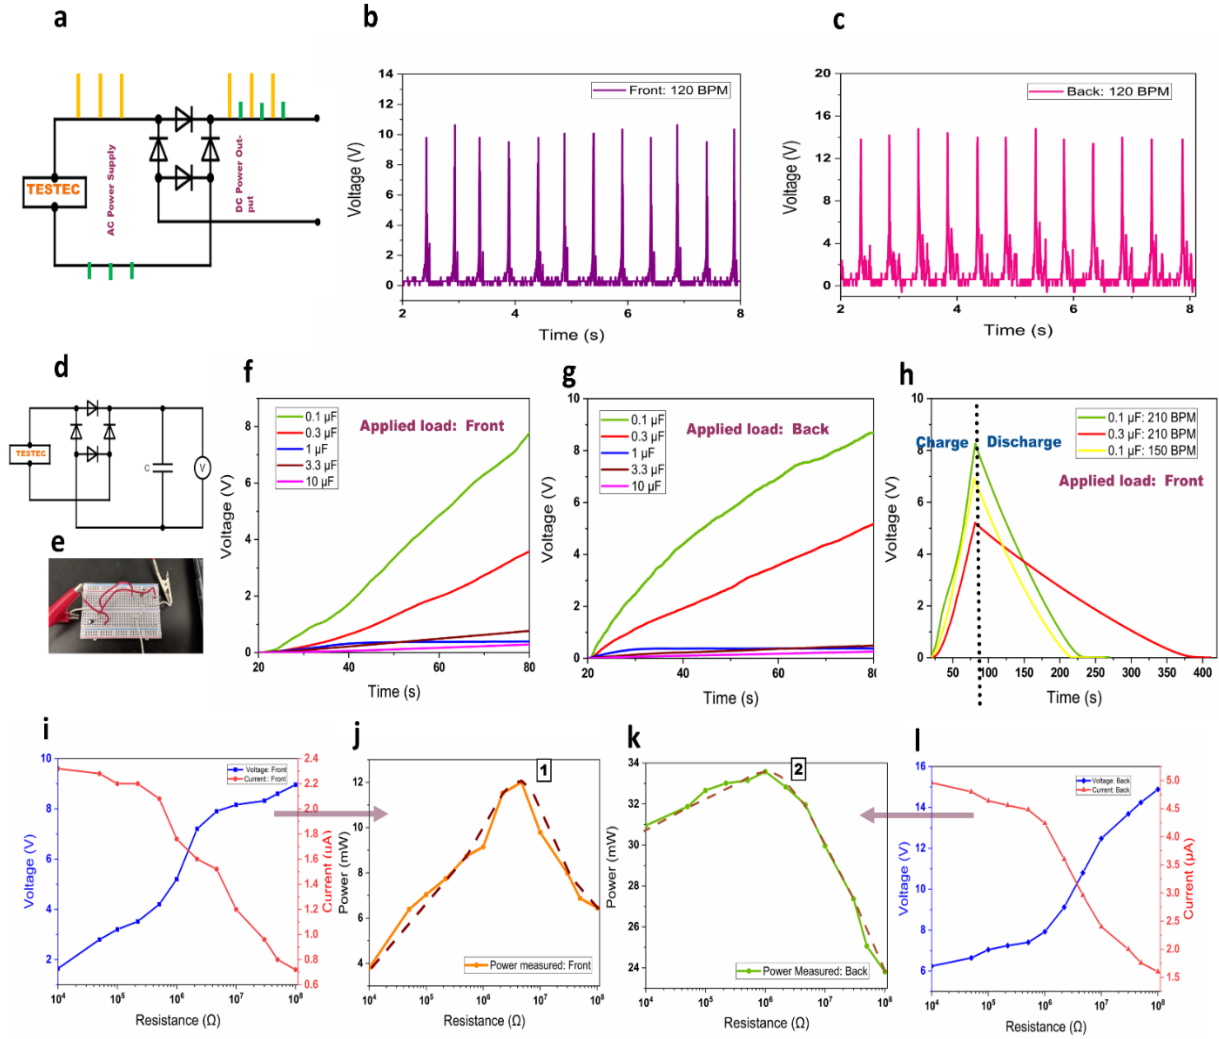 a
TESTEC
AC Power Supply
DC Power Out-
put
b
Front: 120 BPM
14
12
10
8
6
4
2
0
Voltage (V)
2 4 6 8
Time (s)
c
Back: 120 BPM
20
16
12
8
4
0
Voltage (V)
2 4 6 8
Time (s)
d
TESTEC
C
V
e
f
0.1 µF
0.3 µF
1 µF
3.3 µF
10 µF
Applied load: Front
8
6
4
2
0
Voltage (V)
20 40 60 80
Time (s)
g
0.1 µF
0.3 µF
1 µF
3.3 µF
10 µF
Applied load: Back
10
8
6
4
2
0
Voltage (V)
20 40 60 80
Time (s)
h
0.1 µF: 210 BPM
0.3 µF: 210 BPM
0.1 µF: 150 BPM
Charge
Discharge
Applied load: Front
10
8
6
4
2
0
Voltage (V)
50 100 150 200 250 300 350 400
Time (s)
i
Voltage: Front
Current: Front
10
8
6
4
2
Voltage (V)
2.4
2.2
2.0
1.8
1.6
1.4
1.2
1.0
0.8
0.6
Current (µA)
10⁴ 10⁵ 10⁶ 10⁷ 10⁸
Resistance (Ω)
j
1
12
10
8
6
4
Power (mW)
Power measured: Front
10⁴ 10⁵ 10⁶ 10⁷ 10⁸
Resistance (Ω)
k
2
34
32
30
28
26
24
Power (mW)
Power Measured: Back
10⁴ 10⁵ 10⁶ 10⁷ 10⁸
Resistance (Ω)
l
Voltage: Back
Current: Back
16
14
12
10
8
6
Voltage (V)
5.0
4.5
4.0
3.5
3.0
2.5
2.0
1.5
Current (µA)
10⁴ 10⁵ 10⁶ 10⁷ 10⁸
Resistance (Ω)